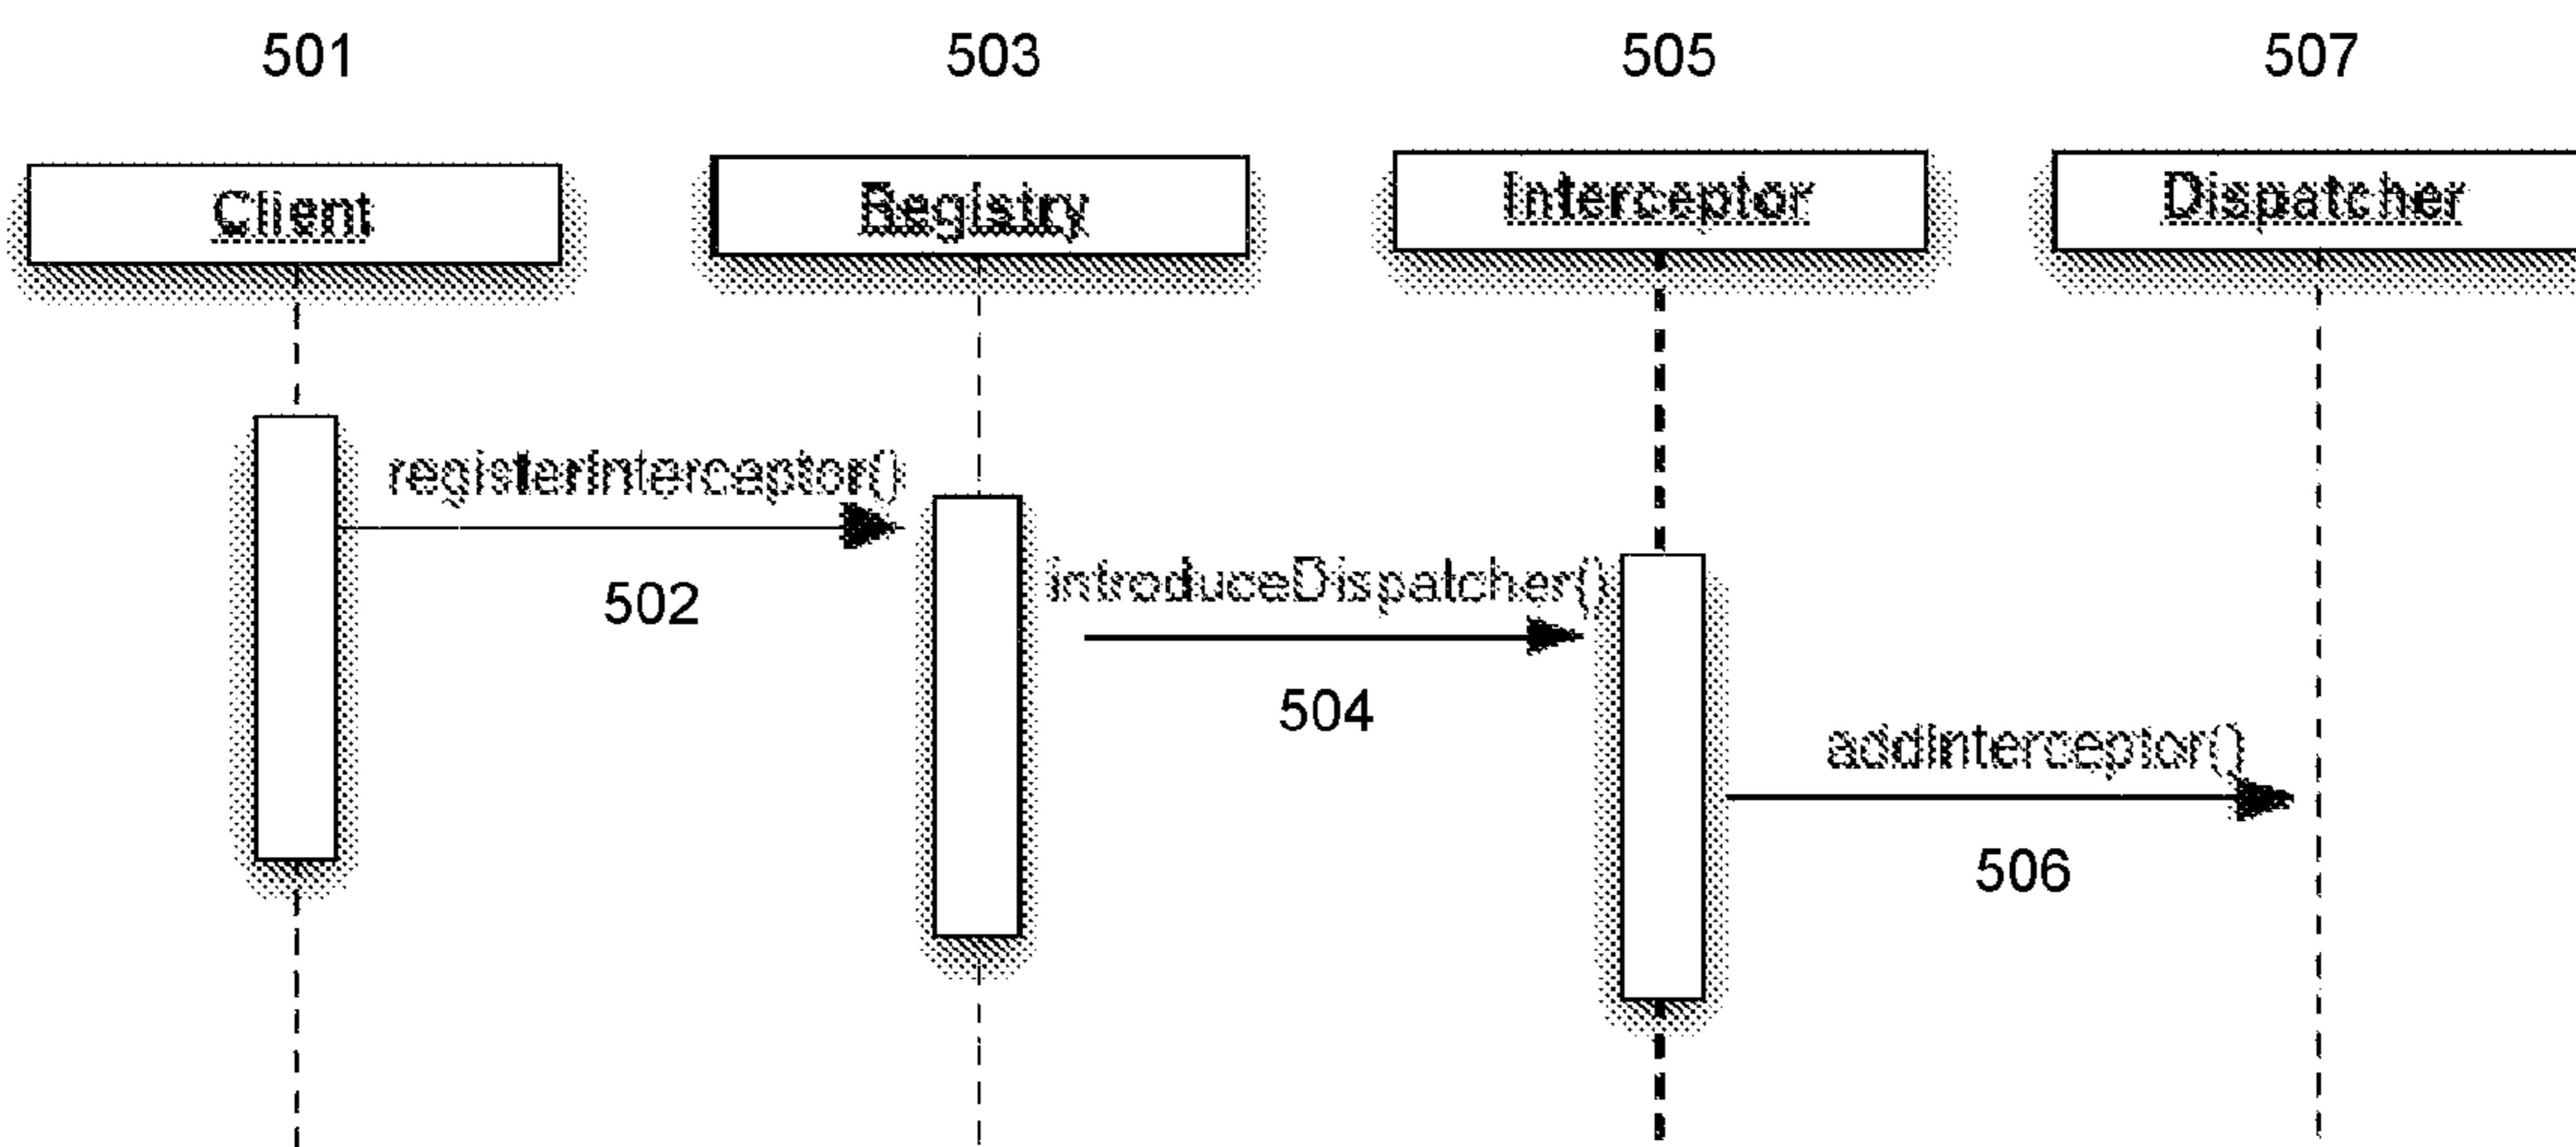 501 503 505 507
Client Registry Interceptor Dispatcher
registerInterceptor()
502
introduceDispatcher()
504
addInterceptor()
506